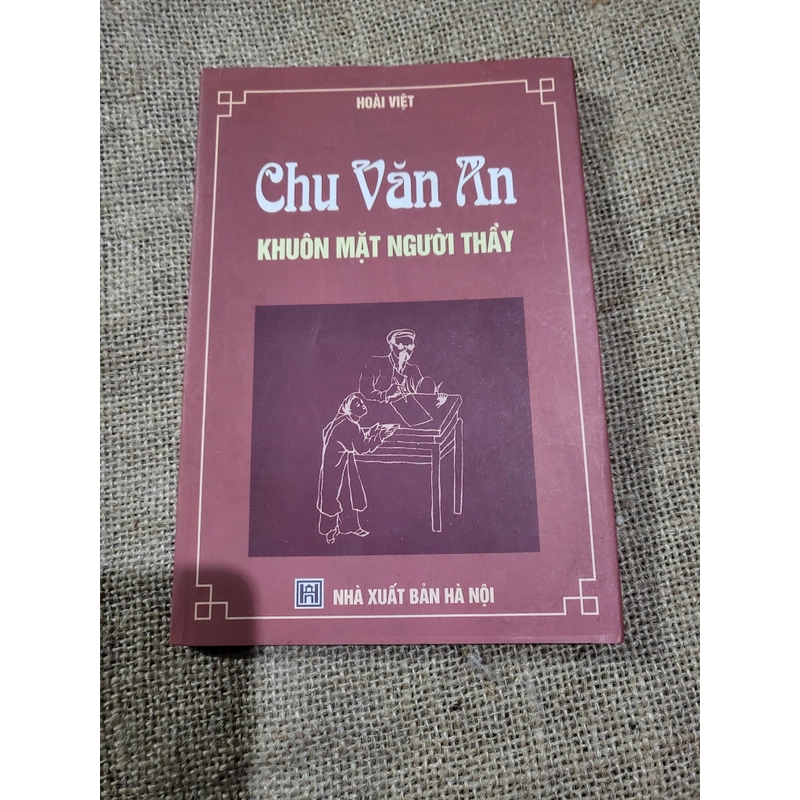 HOÀI VIỆT
Chu Văn An
KHUÔN MẶT NGƯỜI THẦY
NHÀ XUẤT BẢN HÀ NỘI